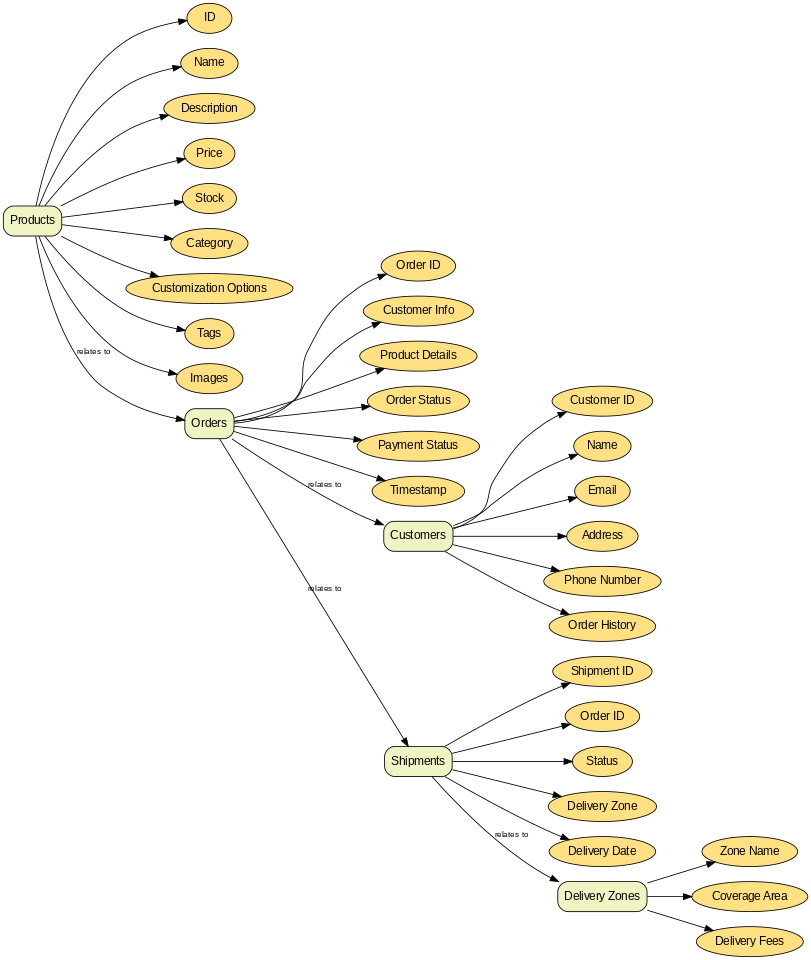 ID
Name
Description
Price
Stock
Products
Category
Customization Options
Tags
relates to
Images
Orders
Order ID
Customer Info
Product Details
Order Status
Payment Status
Timestamp
relates to
Customers
Customer ID
Name
Email
Address
Phone Number
Order History
relates to
Shipment ID
Order ID
Shipments
Status
Delivery Zone
Delivery Date
relates to
Delivery Zones
Zone Name
Coverage Area
Delivery Fees